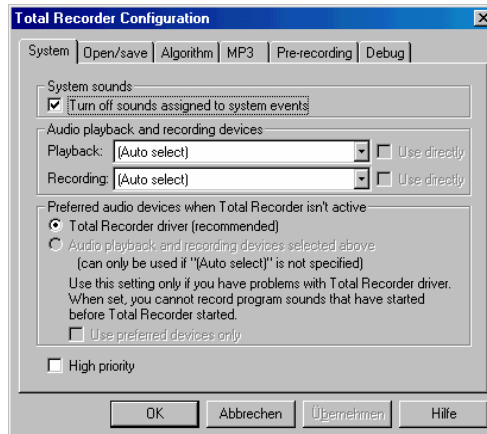 Total Recorder Configuration
System Open/save Algorithm MP3 Pre-recording Debug
System sounds
Turn off sounds assigned to system events
Audio playback and recording devices
Playback: (Auto select) Use directly
Recording: (Auto select) Use directly
Preferred audio devices when Total Recorder isn't active
Total Recorder driver (recommended)
Audio playback and recording devices selected above
(can only be used if "(Auto select)" is not specified)
Use this setting only if you have problems with Total Recorder driver.
When set, you cannot record program sounds that have started
before Total Recorder started.
Use preferred devices only
High priority
OK Abbrechen Übernehmen Hilfe